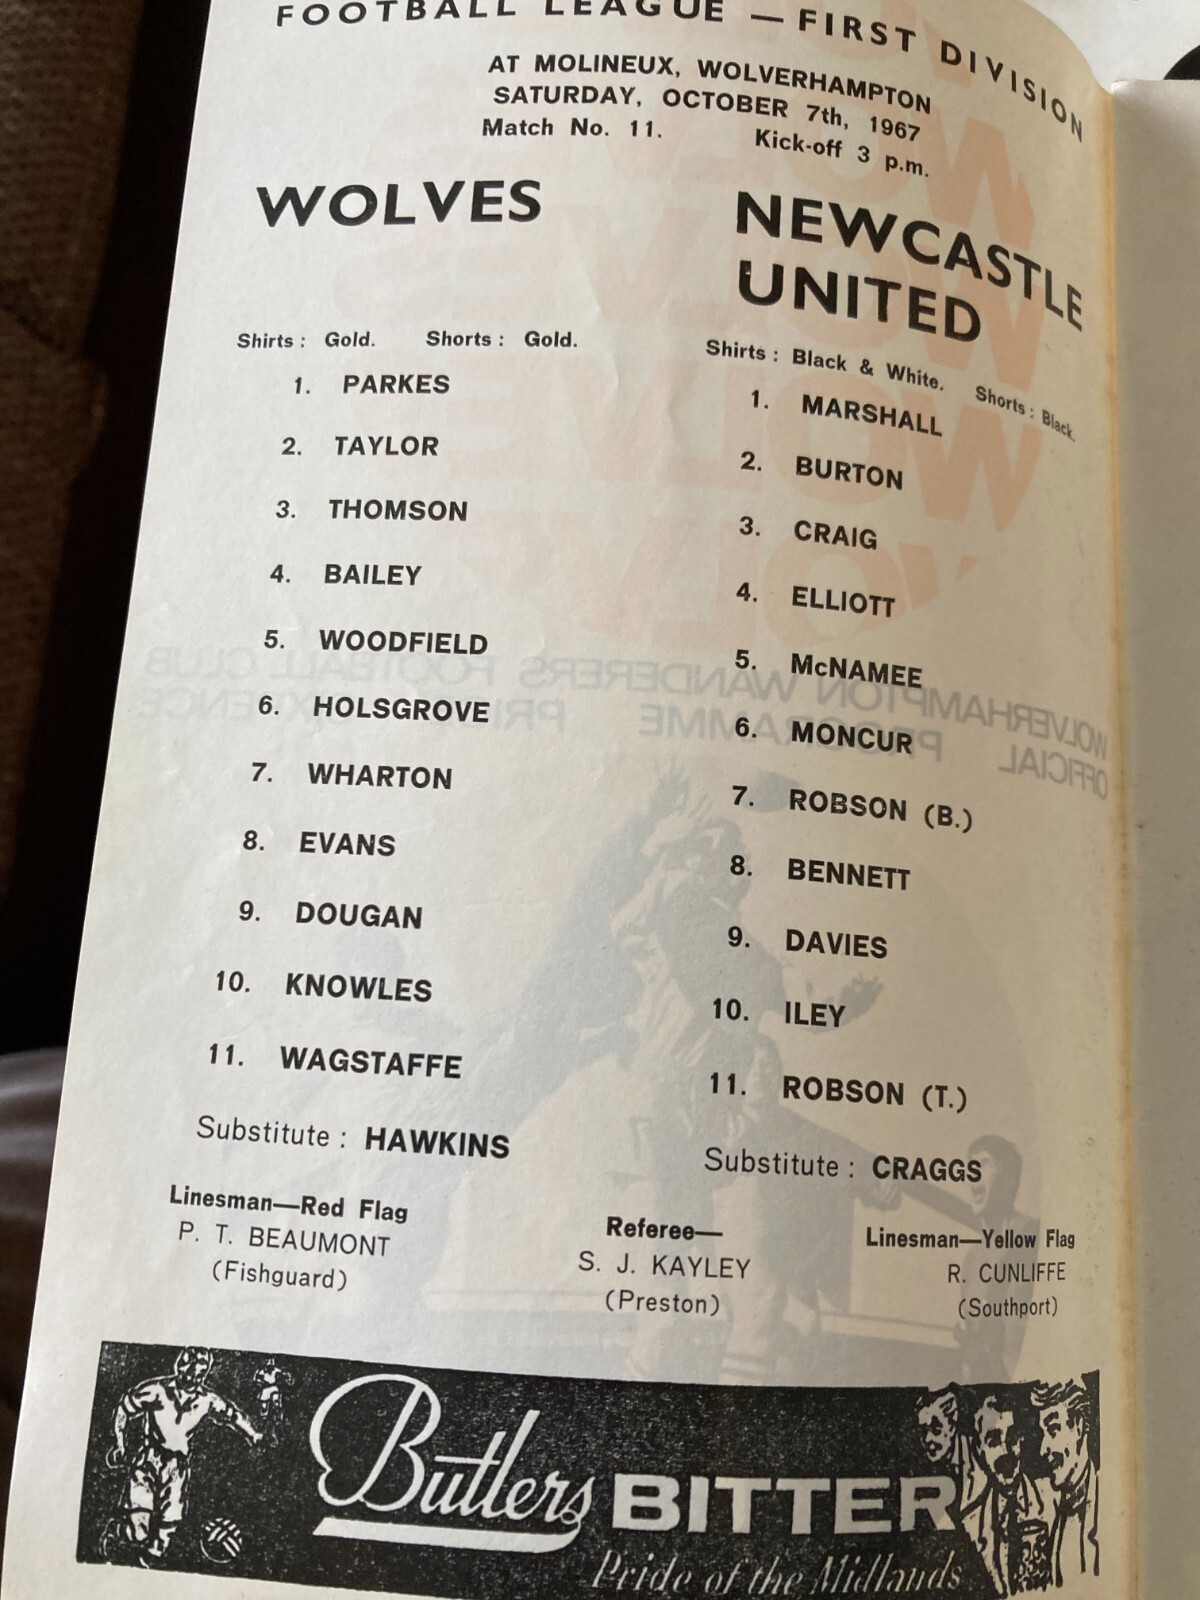 FOOTBALL LEAGUE — FIRST DIVISION
AT MOLINEUX, WOLVERHAMPTON
SATURDAY, OCTOBER 7th, 1967
Match No. 11. Kick-off 3 p.m.
WOLVES
Shirts : Gold. Shorts : Gold.
1. PARKES
2. TAYLOR
3. THOMSON
4. BAILEY
5. WOODFIELD
6. HOLSGROVE
7. WHARTON
8. EVANS
9. DOUGAN
10. KNOWLES
11. WAGSTAFFE
Substitute : HAWKINS
NEWCASTLE
UNITED
Shirts : Black & White. Shorts : Black.
1. MARSHALL
2. BURTON
3. CRAIG
4. ELLIOTT
5. McNAMEE
6. MONCUR
7. ROBSON (B.)
8. BENNETT
9. DAVIES
10. ILEY
11. ROBSON (T.)
Substitute : CRAGGS
Linesman—Red Flag
P. T. BEAUMONT
(Fishguard)
Referee—
S. J. KAYLEY
(Preston)
Linesman—Yellow Flag
R. CUNLIFFE
(Southport)
Butlers BITTER
Pride of the Midlands